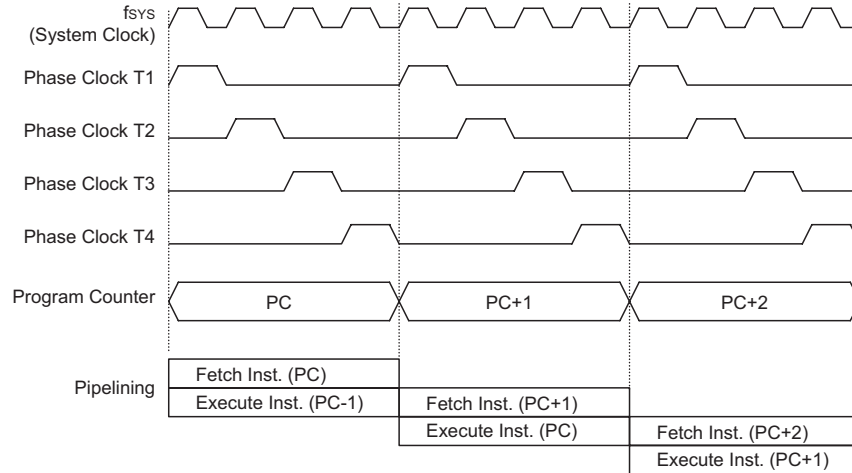 fSYS
(System Clock)
Phase Clock T1
Phase Clock T2
Phase Clock T3
Phase Clock T4
Program Counter PC PC+1 PC+2
Pipelining
Fetch Inst. (PC)
Execute Inst. (PC-1) Fetch Inst. (PC+1)
Execute Inst. (PC) Fetch Inst. (PC+2)
Execute Inst. (PC+1)